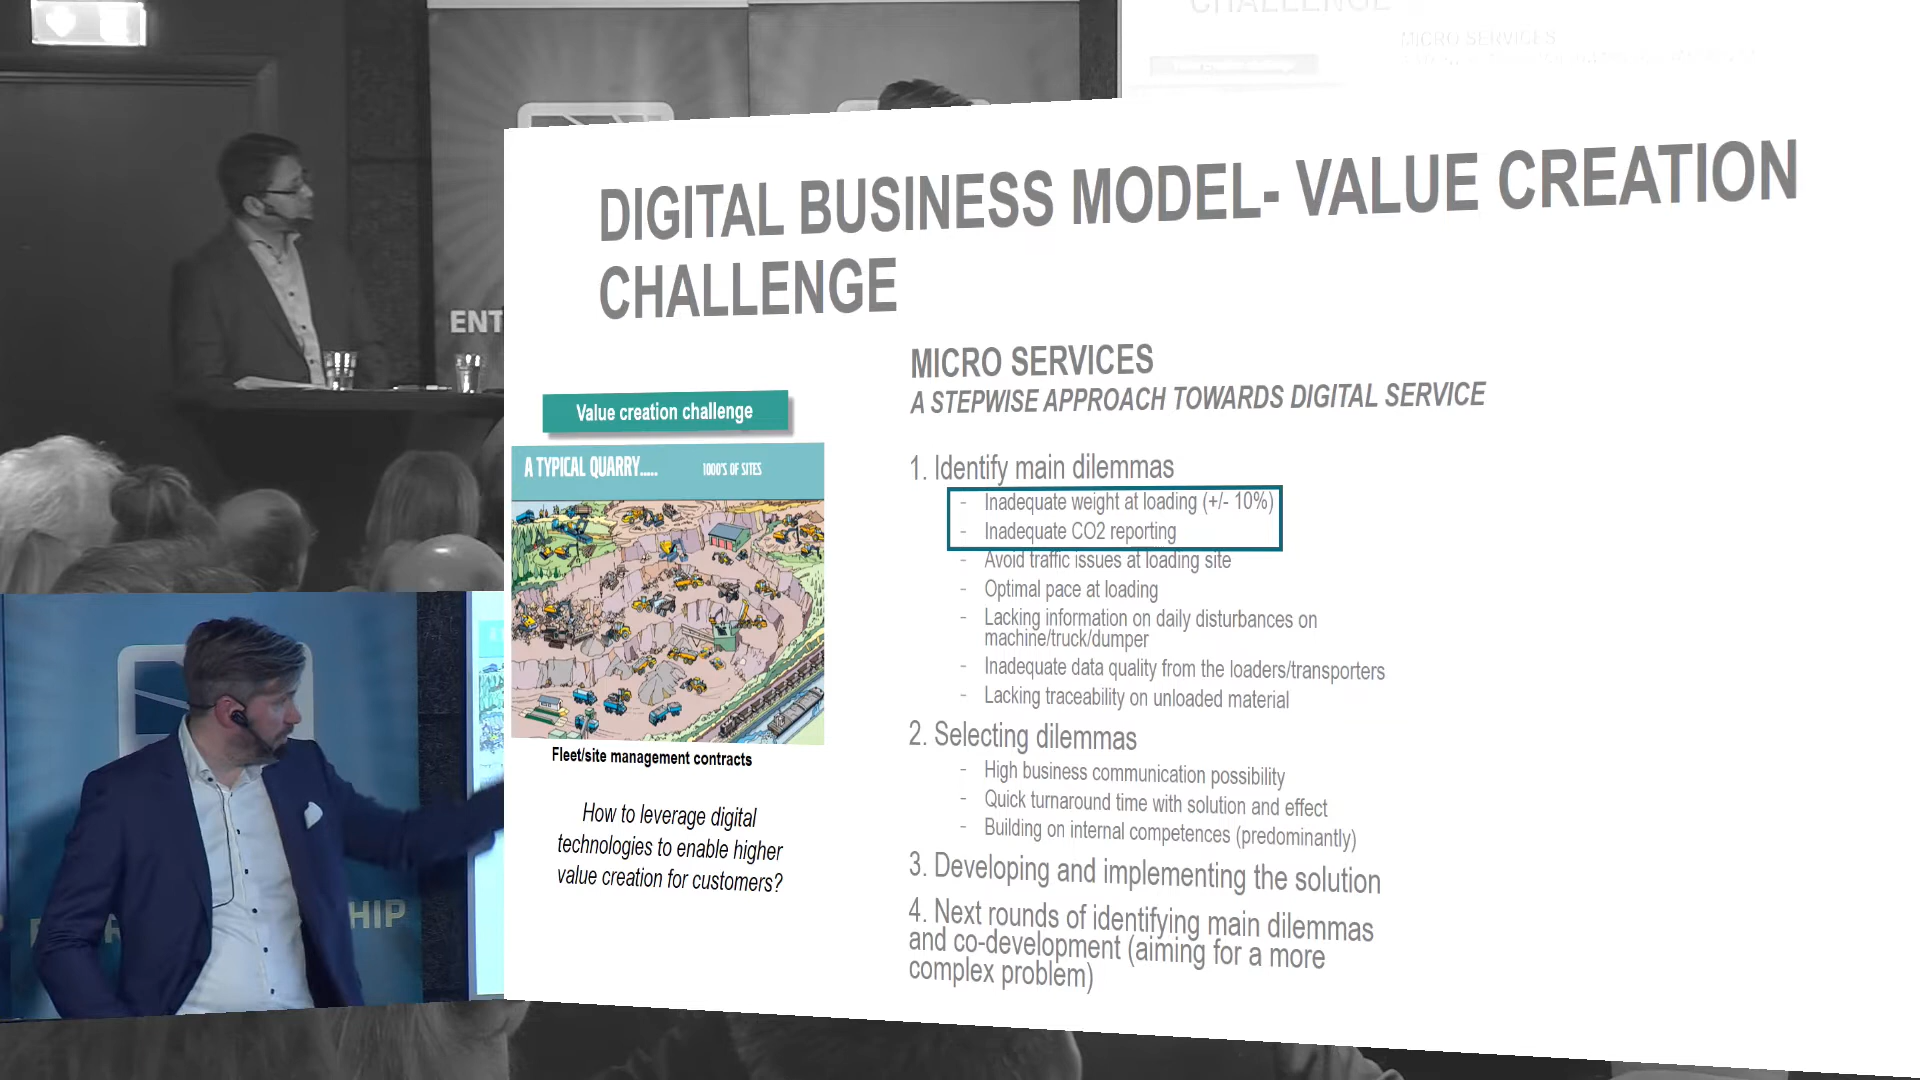 CHALLENGE
MICRO SERVICES
ENT
DIGITAL BUSINESS MODEL- VALUE CREATION
CHALLENGE
Value creation challenge
A TYPICAL QUARRY.....
1000'S OF SITES
Fleet/site management contracts
How to leverage digital
technologies to enable higher
value creation for customers?
MICRO SERVICES
A STEPWISE APPROACH TOWARDS DIGITAL SERVICE
1. Identify main dilemmas
- Inadequate weight at loading (+/- 10%)
- Inadequate CO2 reporting
- Avoid traffic issues at loading site
- Optimal pace at loading
- Lacking information on daily disturbances on
machine/truck/dumper
- Inadequate data quality from the loaders/transporters
- Lacking traceability on unloaded material
2. Selecting dilemmas
- High business communication possibility
- Quick turnaround time with solution and effect
- Building on internal competences (predominantly)
3. Developing and implementing the solution
4. Next rounds of identifying main dilemmas
and co-development (aiming for a more
complex problem)
HIP